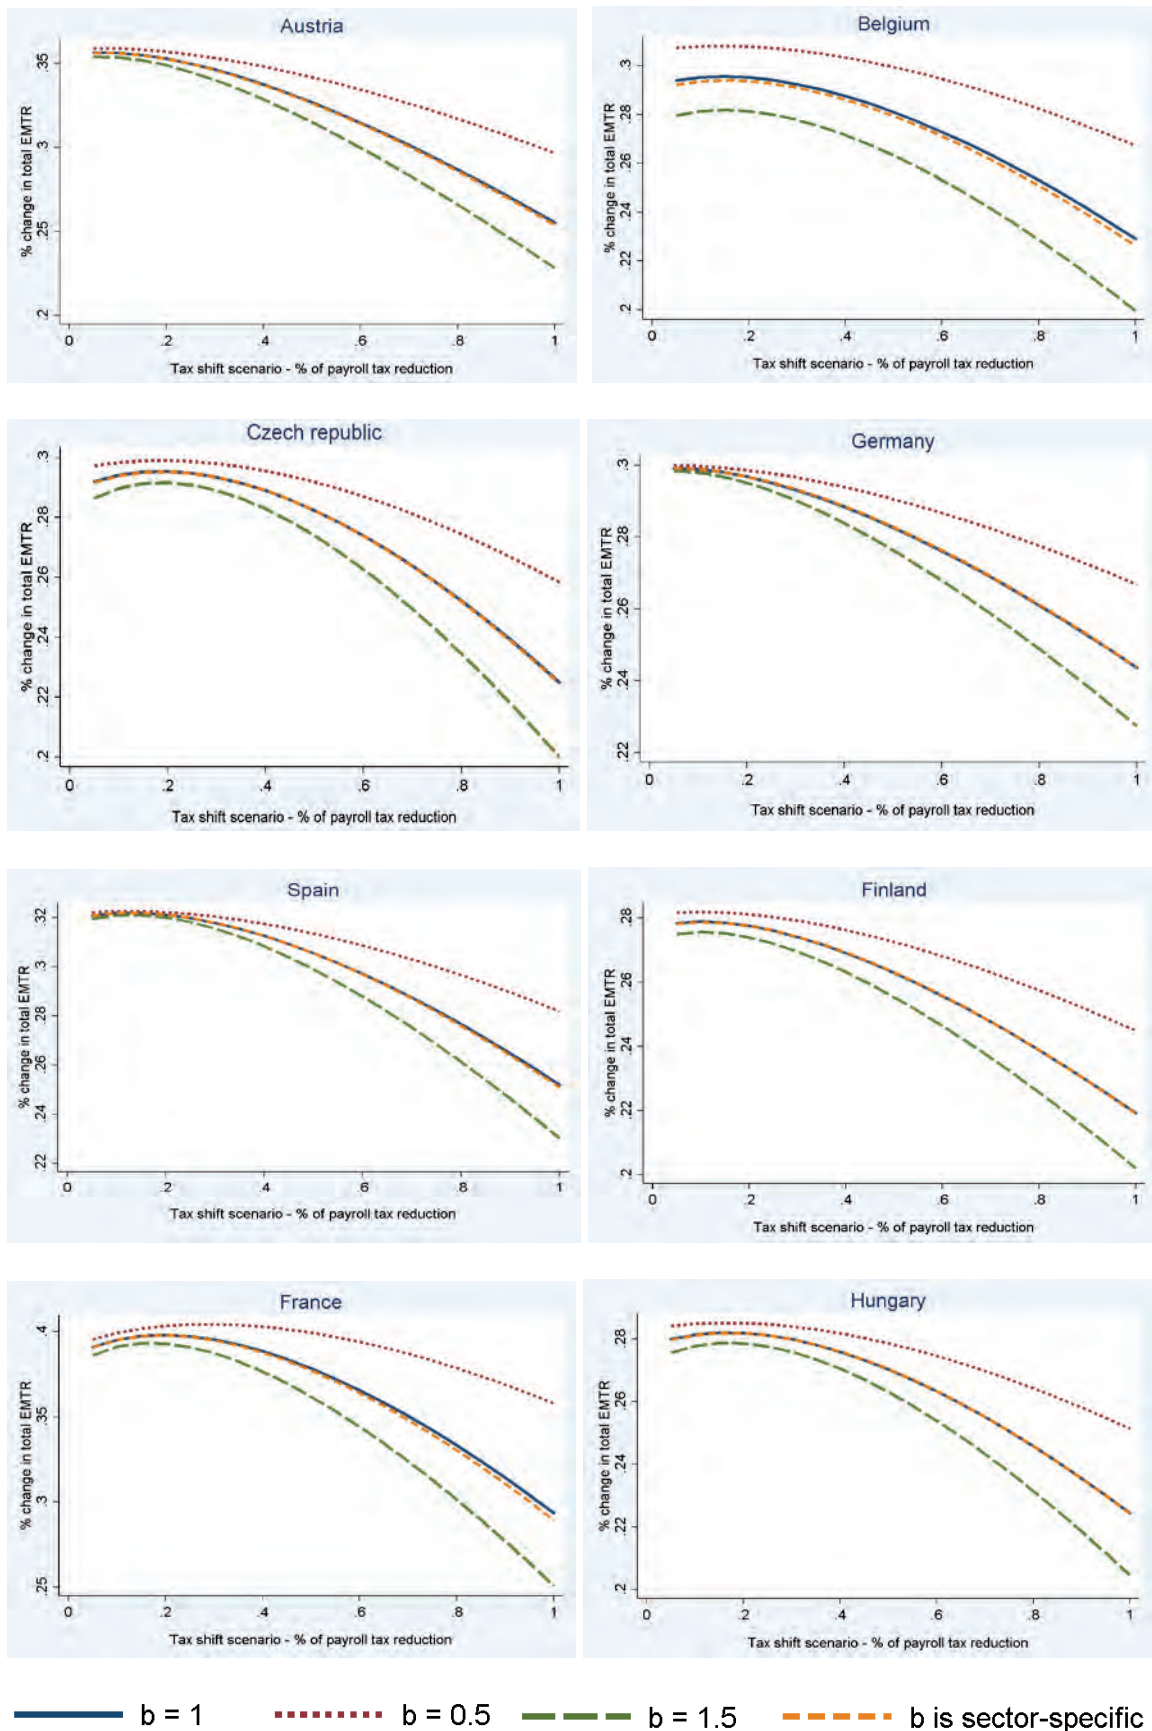 Austria
% change in total EMTR
.35
.3
.25
.2
0 .2 .4 .6 .8 1
Tax shift scenario - % of payroll tax reduction
Belgium
% change in total EMTR
.3
.28
.26
.24
.22
.2
0 .2 .4 .6 .8 1
Tax shift scenario - % of payroll tax reduction
Czech republic
% change in total EMTR
.3
.28
.26
.24
.22
.2
0 .2 .4 .6 .8 1
Tax shift scenario - % of payroll tax reduction
Germany
% change in total EMTR
.3
.28
.26
.24
.22
0 .2 .4 .6 .8 1
Tax shift scenario - % of payroll tax reduction
Spain
% change in total EMTR
.32
.3
.28
.26
.24
.22
0 .2 .4 .6 .8 1
Tax shift scenario - % of payroll tax reduction
Finland
% change in total EMTR
.28
.26
.24
.22
.2
0 .2 .4 .6 .8 1
Tax shift scenario - % of payroll tax reduction
France
% change in total EMTR
.4
.35
.3
.25
0 .2 .4 .6 .8 1
Tax shift scenario - % of payroll tax reduction
Hungary
% change in total EMTR
.28
.26
.24
.22
.2
0 .2 .4 .6 .8 1
Tax shift scenario - % of payroll tax reduction
b = 1 b = 0.5 b = 1.5 b is sector-specific